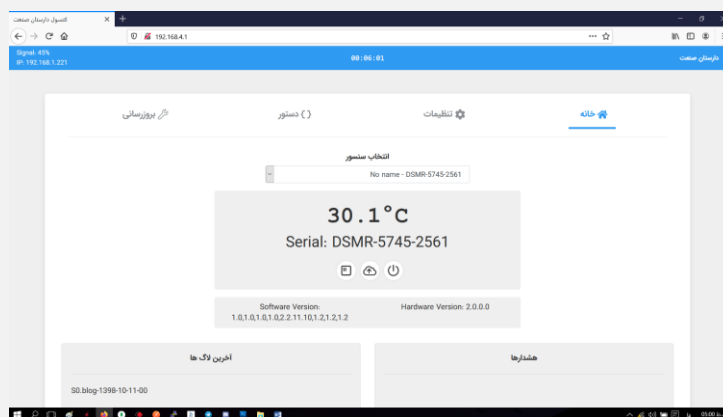 کنسول دارستان صنعت
192.168.4.1
Signal: 45%
IP: 192.168.1.221
00:06:01
دارستان صنعت
خانه
تنظیمات
دستور
بروزرسانی
انتخاب سنسور
No name - DSMR-5745-2561
30.1°C
Serial: DSMR-5745-2561
Software Version:
1.0,1.0,1.0,1.0,2.2.11.10,1.2,1.2,1.2
Hardware Version: 2.0.0.0
هشدارها
آخرین لاگ ها
S0.blog-1398-10-11-00